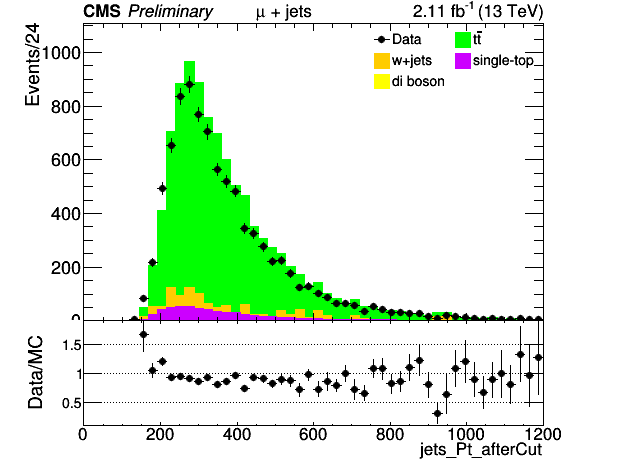 CMS Preliminary μ + jets 2.11 fb⁻¹ (13 TeV)
Events/24
1000
800
600
400
200
0
Data
tt̄
w+jets
single-top
di boson
Data/MC
1.5
1
0.5
0 200 400 600 800 1000 1200
jets_Pt_afterCut